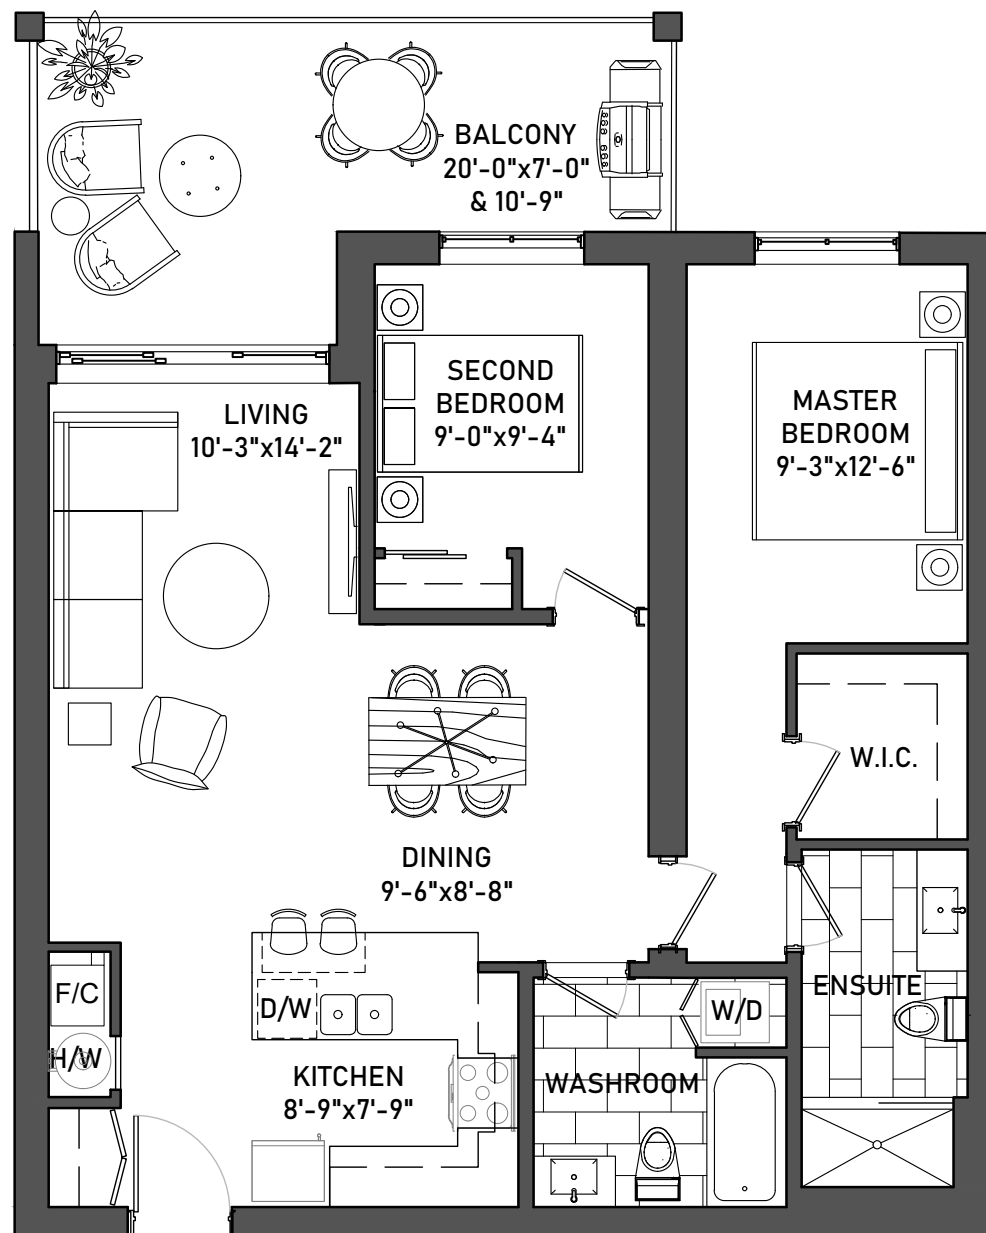 BALCONY
20'-0"x7'-0"
& 10'-9"
SECOND
BEDROOM
9'-0"x9'-4"
LIVING
10'-3"x14'-2"
MASTER
BEDROOM
9'-3"x12'-6"
W.I.C.
DINING
9'-6"x8'-8"
F/C
D/W
W/D
ENSUITE
H/W
KITCHEN
8'-9"x7'-9"
WASHROOM